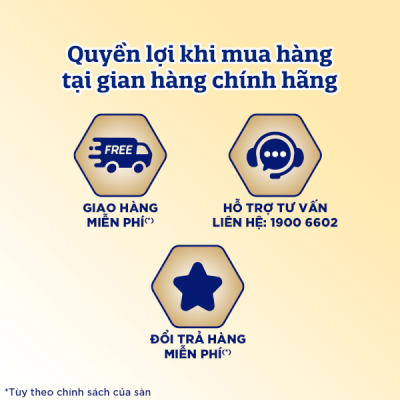 Quyền lợi khi mua hàng
tại gian hàng chính hãng
FREE
GIAO HÀNG
MIỄN PHÍ(*)
HỖ TRỢ TƯ VẤN
LIÊN HỆ: 1900 6602
ĐỔI TRẢ HÀNG
MIỄN PHÍ(*)
*Tùy theo chính sách của sàn